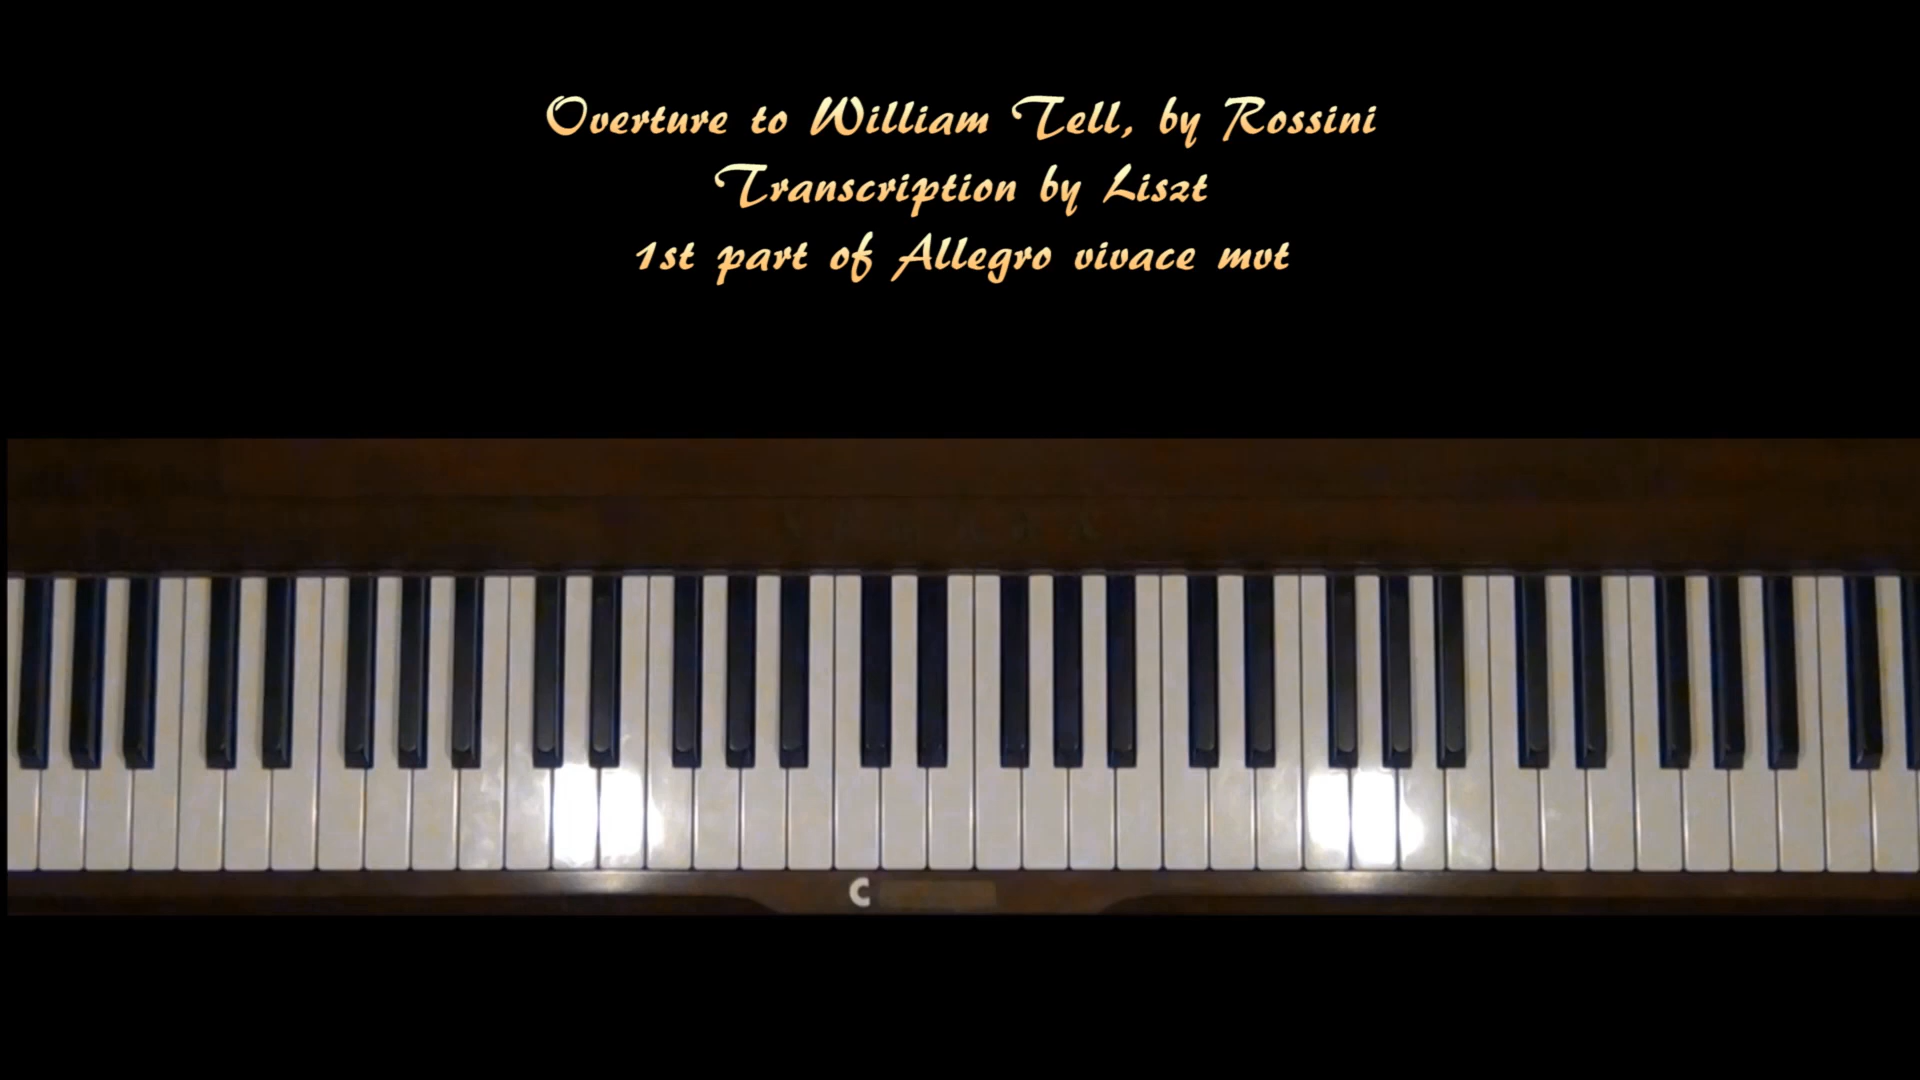 Overture to William Tell, by Rossini
Transcription by Liszt
1st part of Allegro vivace mvt
C